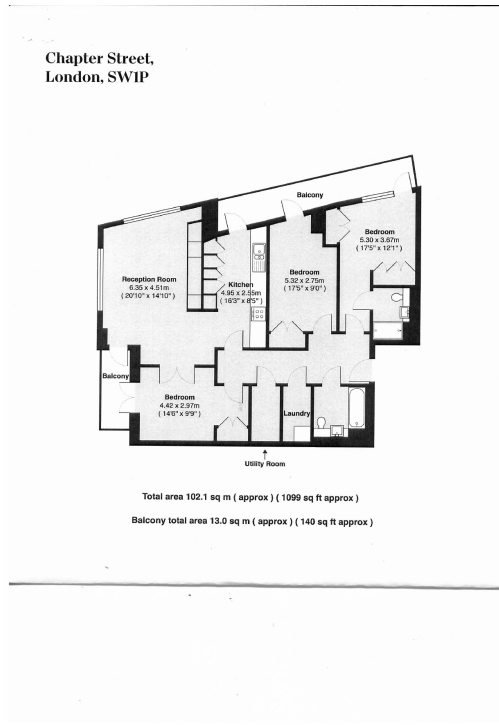 Chapter Street,
London, SW1P
Balcony
Bedroom
5.30 x 3.67m
( 17'5" x 12'1" )
Reception Room
6.35 x 4.51m
( 20'10" x 14'10" )
Kitchen
4.95 x 2.55m
( 16'3" x 8'5" )
Bedroom
5.32 x 2.75m
( 17'5" x 9'0" )
Balcony
Bedroom
4.42 x 2.97m
( 14'6" x 9'9" )
Laundry
Utility Room
Total area 102.1 sq m ( approx ) ( 1099 sq ft approx )
Balcony total area 13.0 sq m ( approx ) ( 140 sq ft approx )